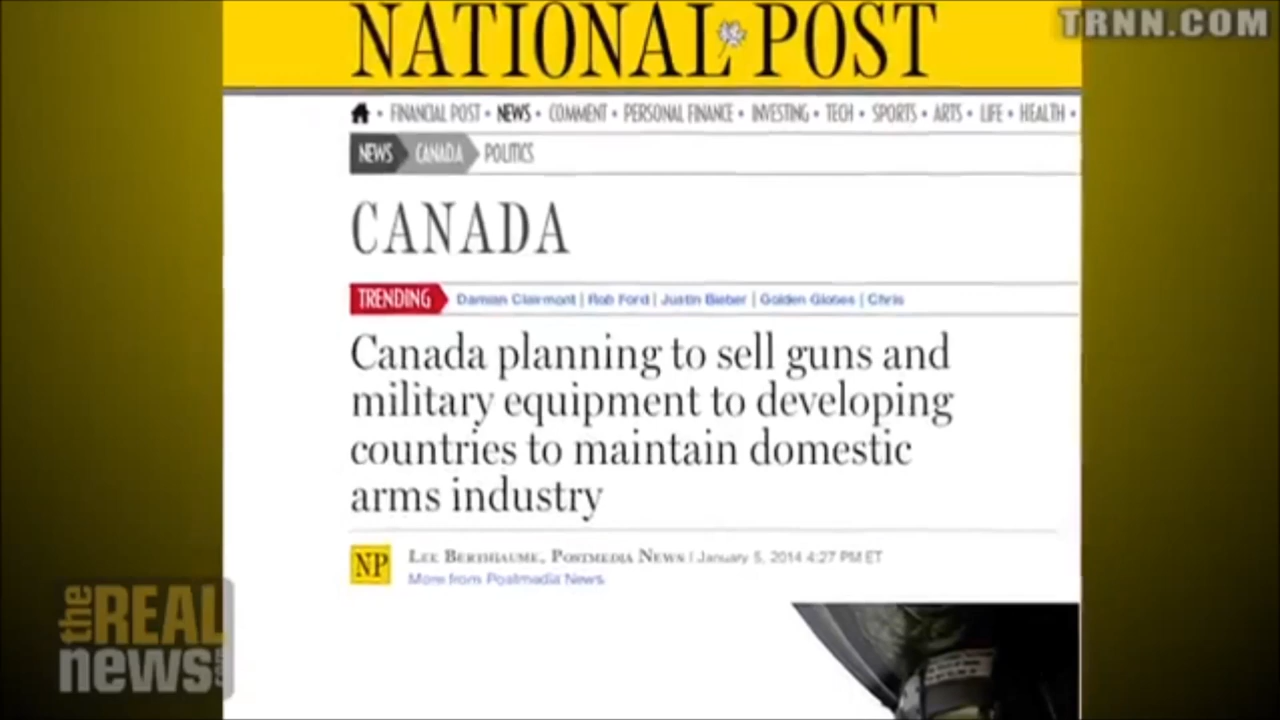 TRNN.COM
NATIONAL POST
• FINANCIAL POST • NEWS • COMMENT • PERSONAL FINANCE • INVESTING • TECH • SPORTS • ARTS • LIFE • HEALTH •
NEWS CANADA POLITICS
CANADA
TRENDING Damian Clairmont | Rob Ford | Justin Bieber | Golden Globes | Chris
Canada planning to sell guns and
military equipment to developing
countries to maintain domestic
arms industry
NP LEE BERTHIAUME, POSTMEDIA NEWS | January 5, 2014 4:27 PM ET
More from Postmedia News
the REAL
news.com